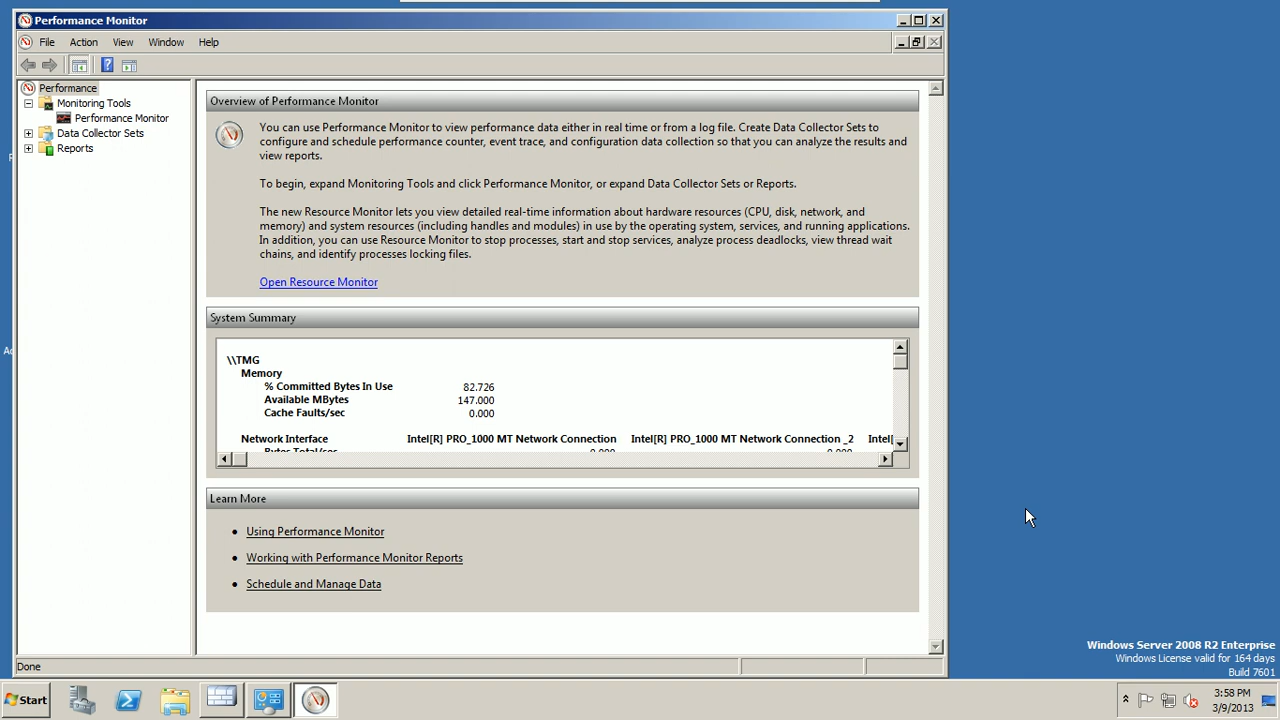 Performance Monitor
File Action View Window Help
Performance
Monitoring Tools
Performance Monitor
Data Collector Sets
Reports
Overview of Performance Monitor
You can use Performance Monitor to view performance data either in real time or from a log file. Create Data Collector Sets to
configure and schedule performance counter, event trace, and configuration data collection so that you can analyze the results and
view reports.
To begin, expand Monitoring Tools and click Performance Monitor, or expand Data Collector Sets or Reports.
The new Resource Monitor lets you view detailed real-time information about hardware resources (CPU, disk, network, and
memory) and system resources (including handles and modules) in use by the operating system, services, and running applications.
In addition, you can use Resource Monitor to stop processes, start and stop services, analyze process deadlocks, view thread wait
chains, and identify processes locking files.
Open Resource Monitor
System Summary
\\TMG
Memory
% Committed Bytes In Use 82.726
Available MBytes 147.000
Cache Faults/sec 0.000
Network Interface Intel[R] PRO_1000 MT Network Connection Intel[R] PRO_1000 MT Network Connection _2 Intel[
Bytes Total/sec 0.000 0.000
Learn More
• Using Performance Monitor
• Working with Performance Monitor Reports
• Schedule and Manage Data
Done
Windows Server 2008 R2 Enterprise
Windows License valid for 164 days
Build 7601
Start
3:58 PM
3/9/2013